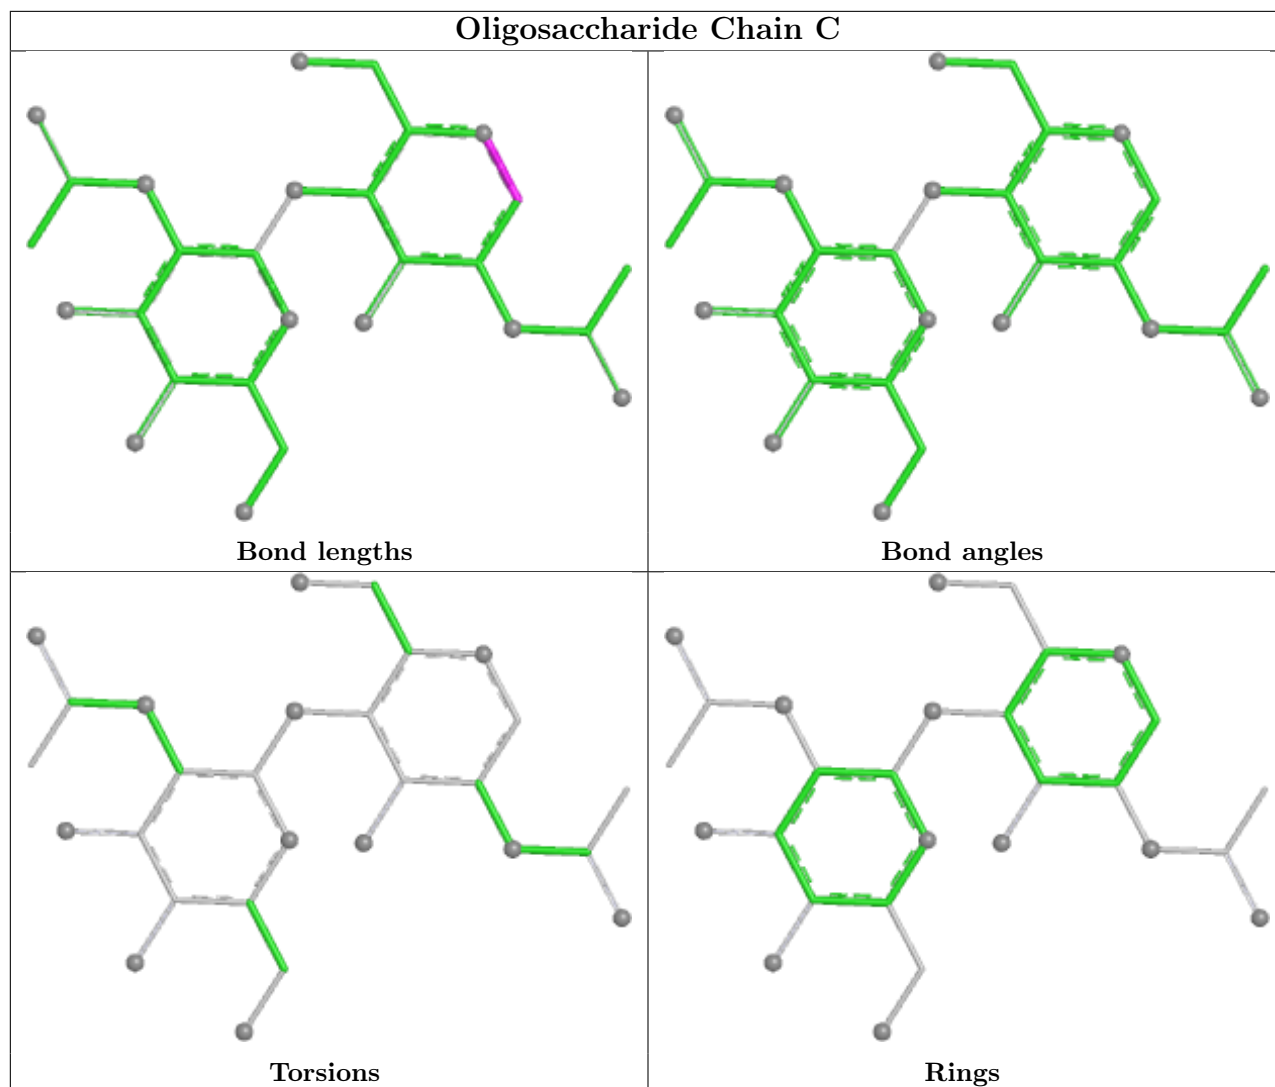 Oligosaccharide Chain C
Bond lengths
Bond angles
Torsions
Rings